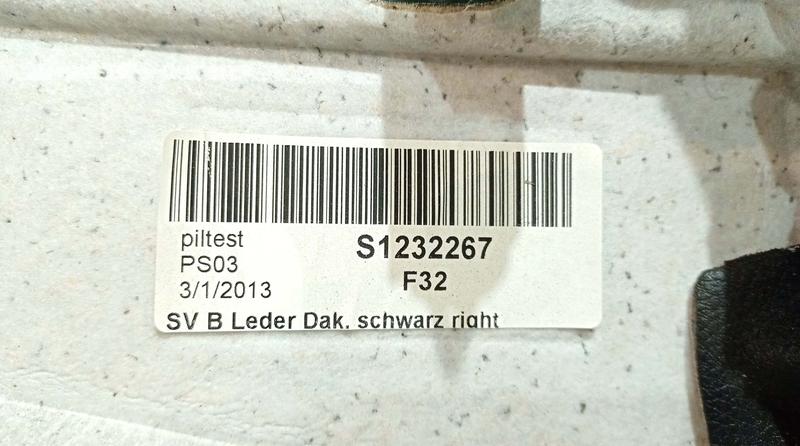 piltest
PS03
3/1/2013
S1232267
F32
SV B Leder Dak. schwarz right